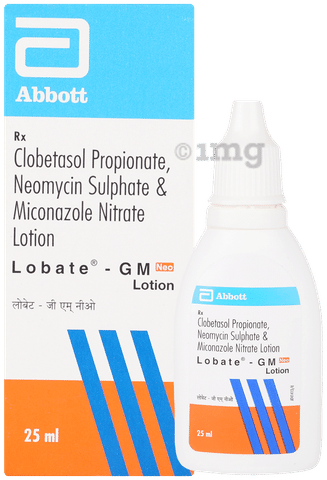 Abbott
Rx
Clobetasol Propionate,
Neomycin Sulphate &
Miconazole Nitrate
Lotion
Lobate® - GM Neo
Lotion
लोबेट - जी एम् नीओ
25 ml
1mg
Abbott
Rx
Clobetasol Propionate,
Neomycin Sulphate &
Miconazole Nitrate Lotion
Lobate® - GM Neo
Lotion
लोबेट - जी एम् नीओ
25 ml